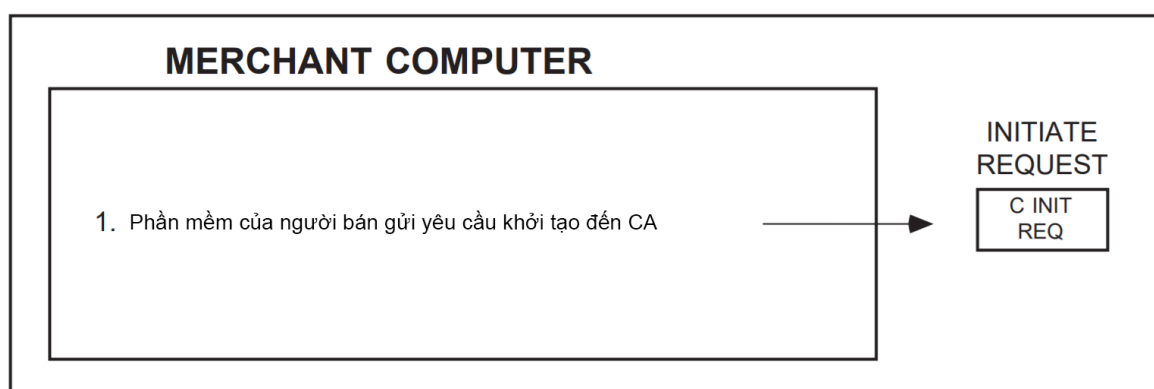 MERCHANT COMPUTER
INITIATE
REQUEST
C INIT
REQ
1. Phần mềm của người bán gửi yêu cầu khởi tạo đến CA